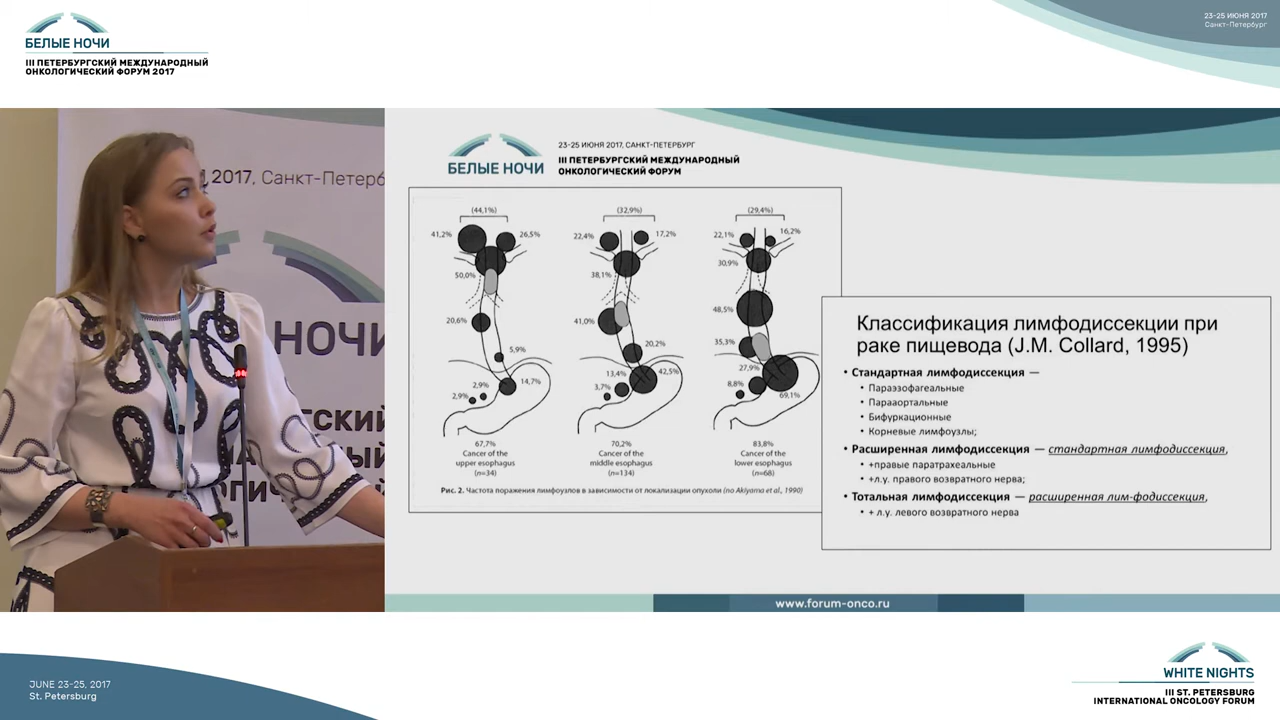 БЕЛЫЕ НОЧИ
III ПЕТЕРБУРГСКИЙ МЕЖДУНАРОДНЫЙ
ОНКОЛОГИЧЕСКИЙ ФОРУМ 2017
23-25 ИЮНЯ 2017
Санкт-Петербург
2017, Санкт-Петерб
НОЧИ
23-25 ИЮНЯ 2017, САНКТ-ПЕТЕРБУРГ
БЕЛЫЕ НОЧИ
III ПЕТЕРБУРГСКИЙ МЕЖДУНАРОДНЫЙ
ОНКОЛОГИЧЕСКИЙ ФОРУМ
(44,1%)
41,2%
26,5%
50,0%
20,6%
5,9%
14,7%
2,9%
2,9%
67,7%
Cancer of the
upper esophagus
(n=34)
(32,9%)
22,4%
17,2%
38,1%
41,0%
20,2%
13,4%
42,5%
3,7%
70,2%
Cancer of the
middle esophagus
(n=134)
(29,4%)
22,1%
16,2%
30,9%
48,5%
35,3%
27,9%
8,8%
69,1%
83,8%
Cancer of the
lower esophagus
(n=68)
Рис. 2. Частота поражения лимфоузлов в зависимости от локализации опухоли (по Akiyama et al., 1990)
Классификация лимфодиссекции при
раке пищевода (J.M. Collard, 1995)
• Стандартная лимфодиссекция —
• Параэзофагеальные
• Парааортальные
• Бифуркационные
• Корневые лимфоузлы;
• Расширенная лимфодиссекция — стандартная лимфодиссекция,
• +правые паратрахеальные
• +л.у. правого возвратного нерва;
• Тотальная лимфодиссекция — расширенная лим-фодиссекция,
• + л.у. левого возвратного нерва
www.forum-onco.ru
JUNE 23-25, 2017
St. Petersburg
WHITE NIGHTS
III ST. PETERSBURG
INTERNATIONAL ONCOLOGY FORUM